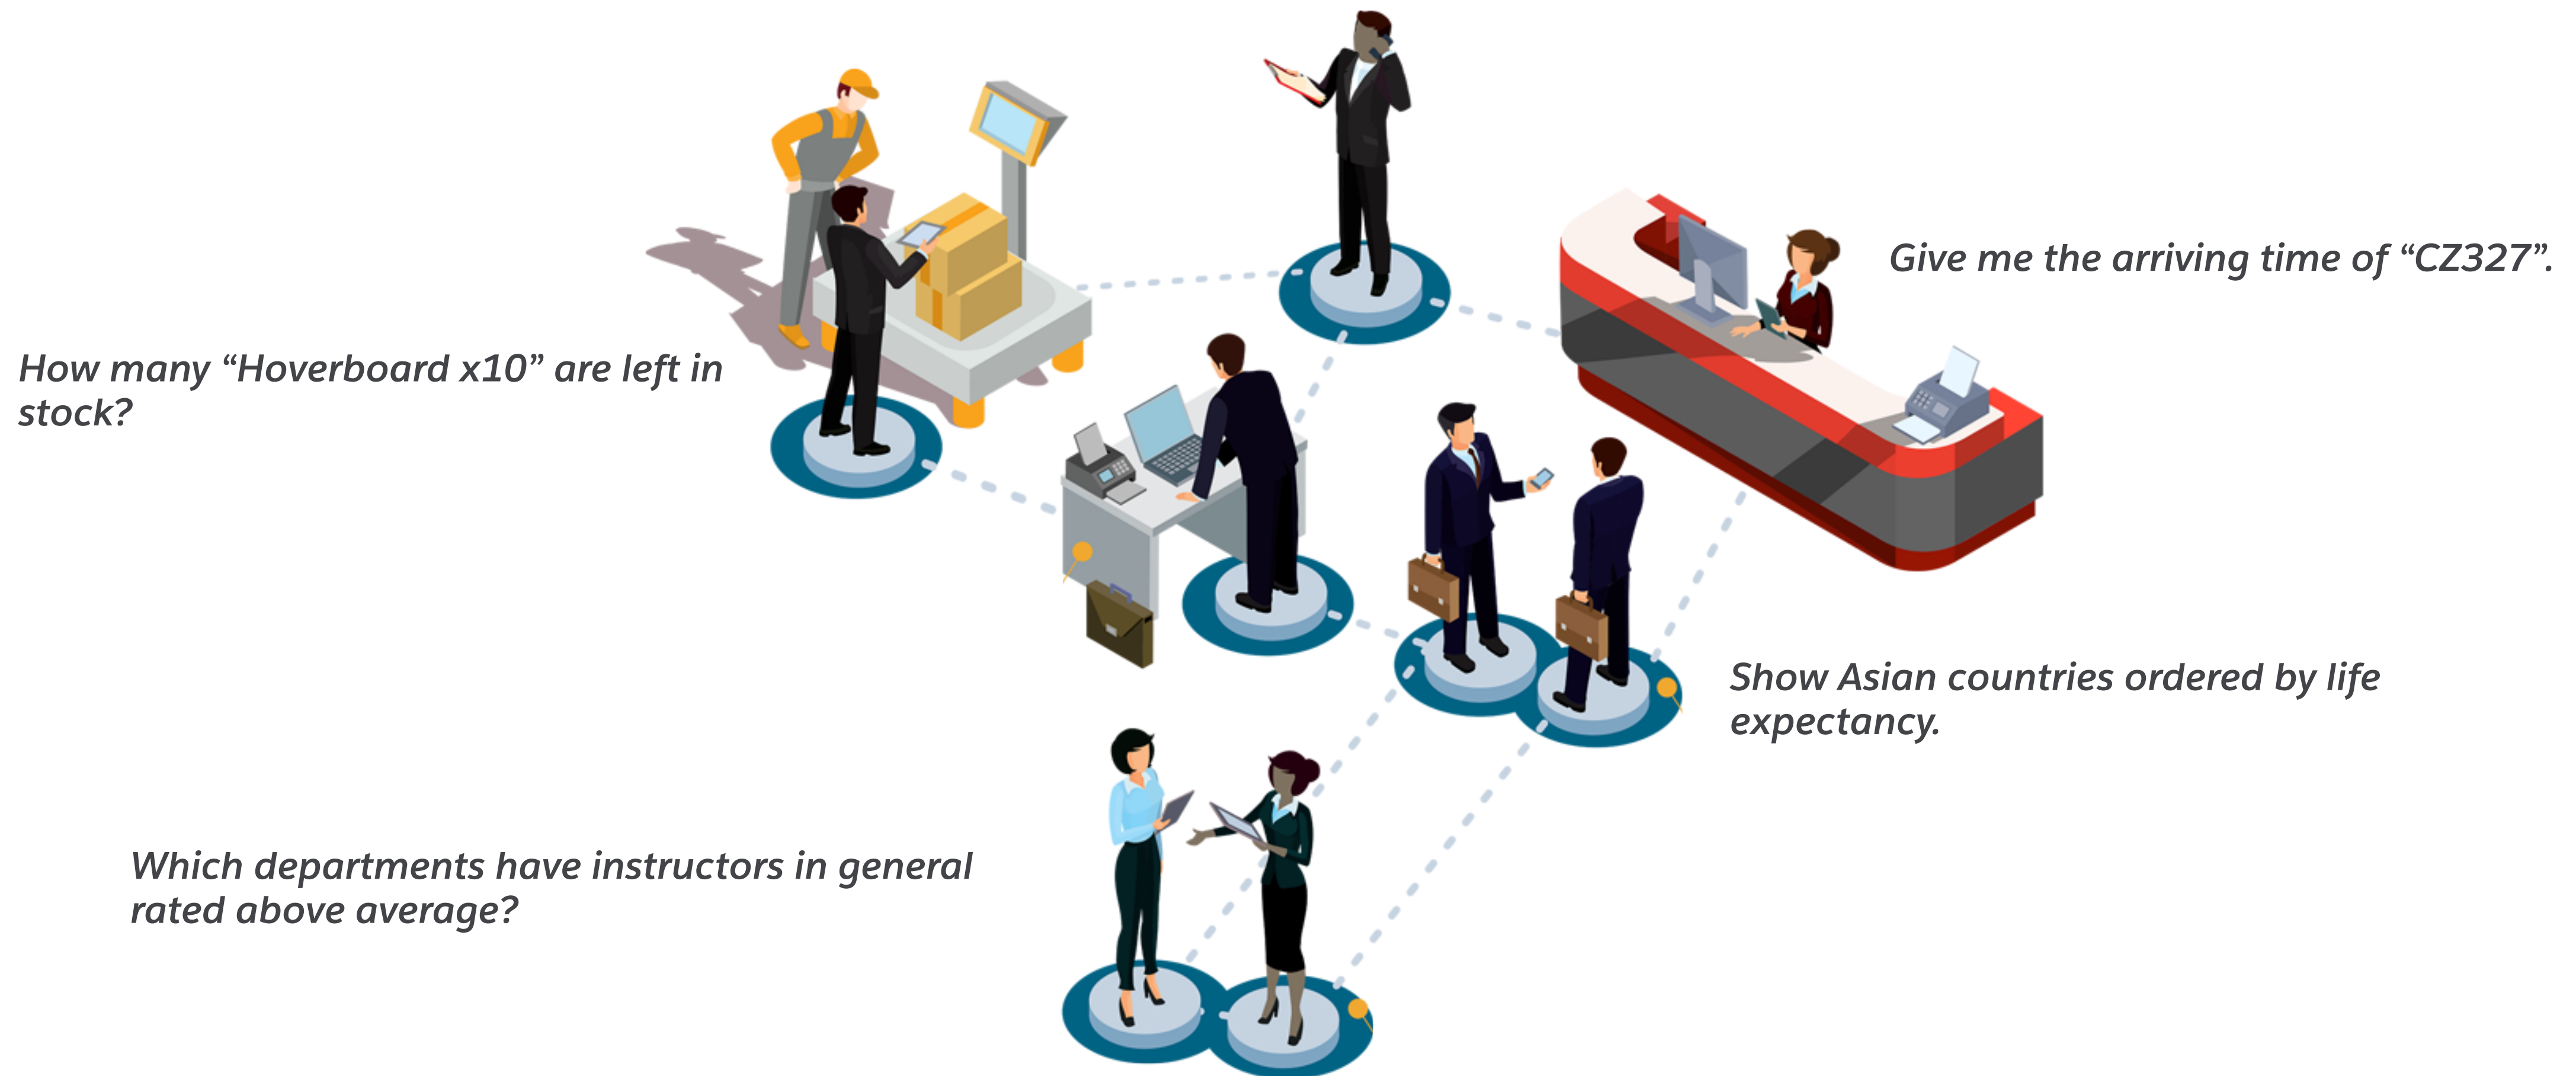 Give me the arriving time of “CZ327”.
How many “Hoverboard x10” are left in
stock?
Show Asian countries ordered by life
expectancy.
Which departments have instructors in general
rated above average?